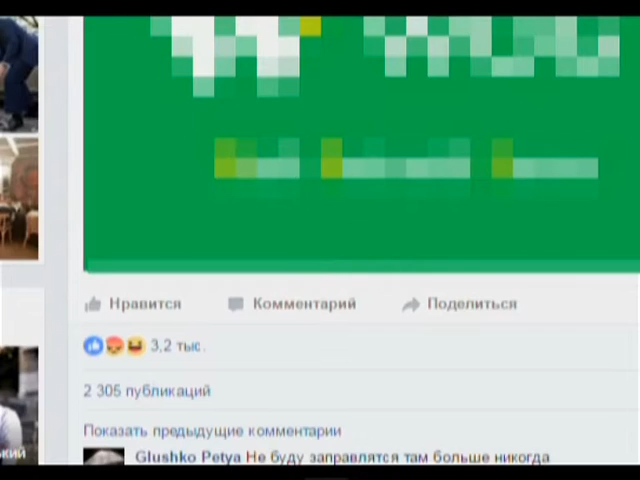 Нравится
Комментарий
Поделиться
3,2 тыс.
2 305 публикаций
Показать предыдущие комментарии
Glushko Petya Не буду заправлятся там больше никогда
ький